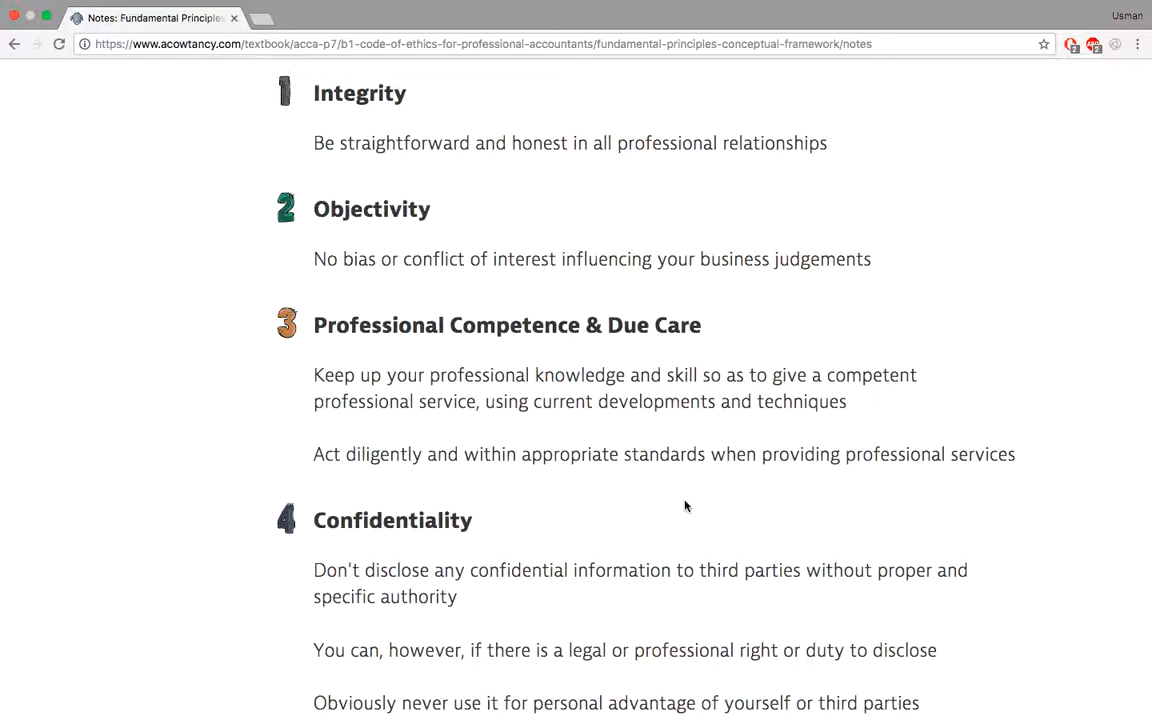 Notes: Fundamental Principles
Usman
https://www.acowtancy.com/textbook/acca-p7/b1-code-of-ethics-for-professional-accountants/fundamental-principles-conceptual-framework/notes
2
2
1 Integrity
Be straightforward and honest in all professional relationships
2 Objectivity
No bias or conflict of interest influencing your business judgements
3 Professional Competence & Due Care
Keep up your professional knowledge and skill so as to give a competent
professional service, using current developments and techniques
Act diligently and within appropriate standards when providing professional services
4 Confidentiality
Don't disclose any confidential information to third parties without proper and
specific authority
You can, however, if there is a legal or professional right or duty to disclose
Obviously never use it for personal advantage of yourself or third parties